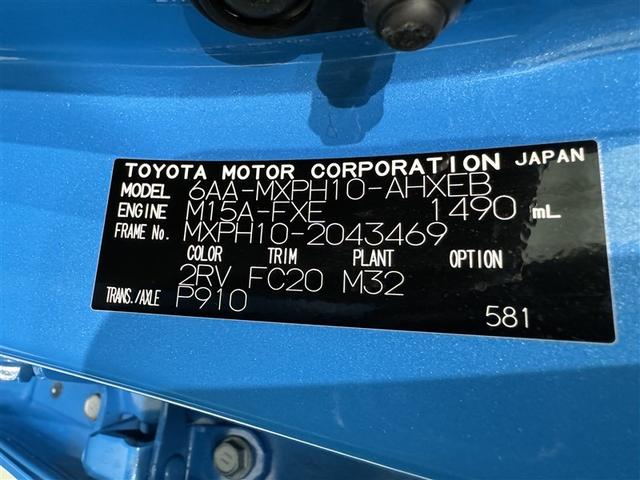 TOYOTA MOTOR CORPORATION JAPAN
MODEL 6AA-MXPH10-AHXEB
ENGINE M15A-FXE 1490 mL
FRAME No. MXPH10-2043469
COLOR TRIM PLANT OPTION
2RV FC20 M32
TRANS./AXLE P910
581